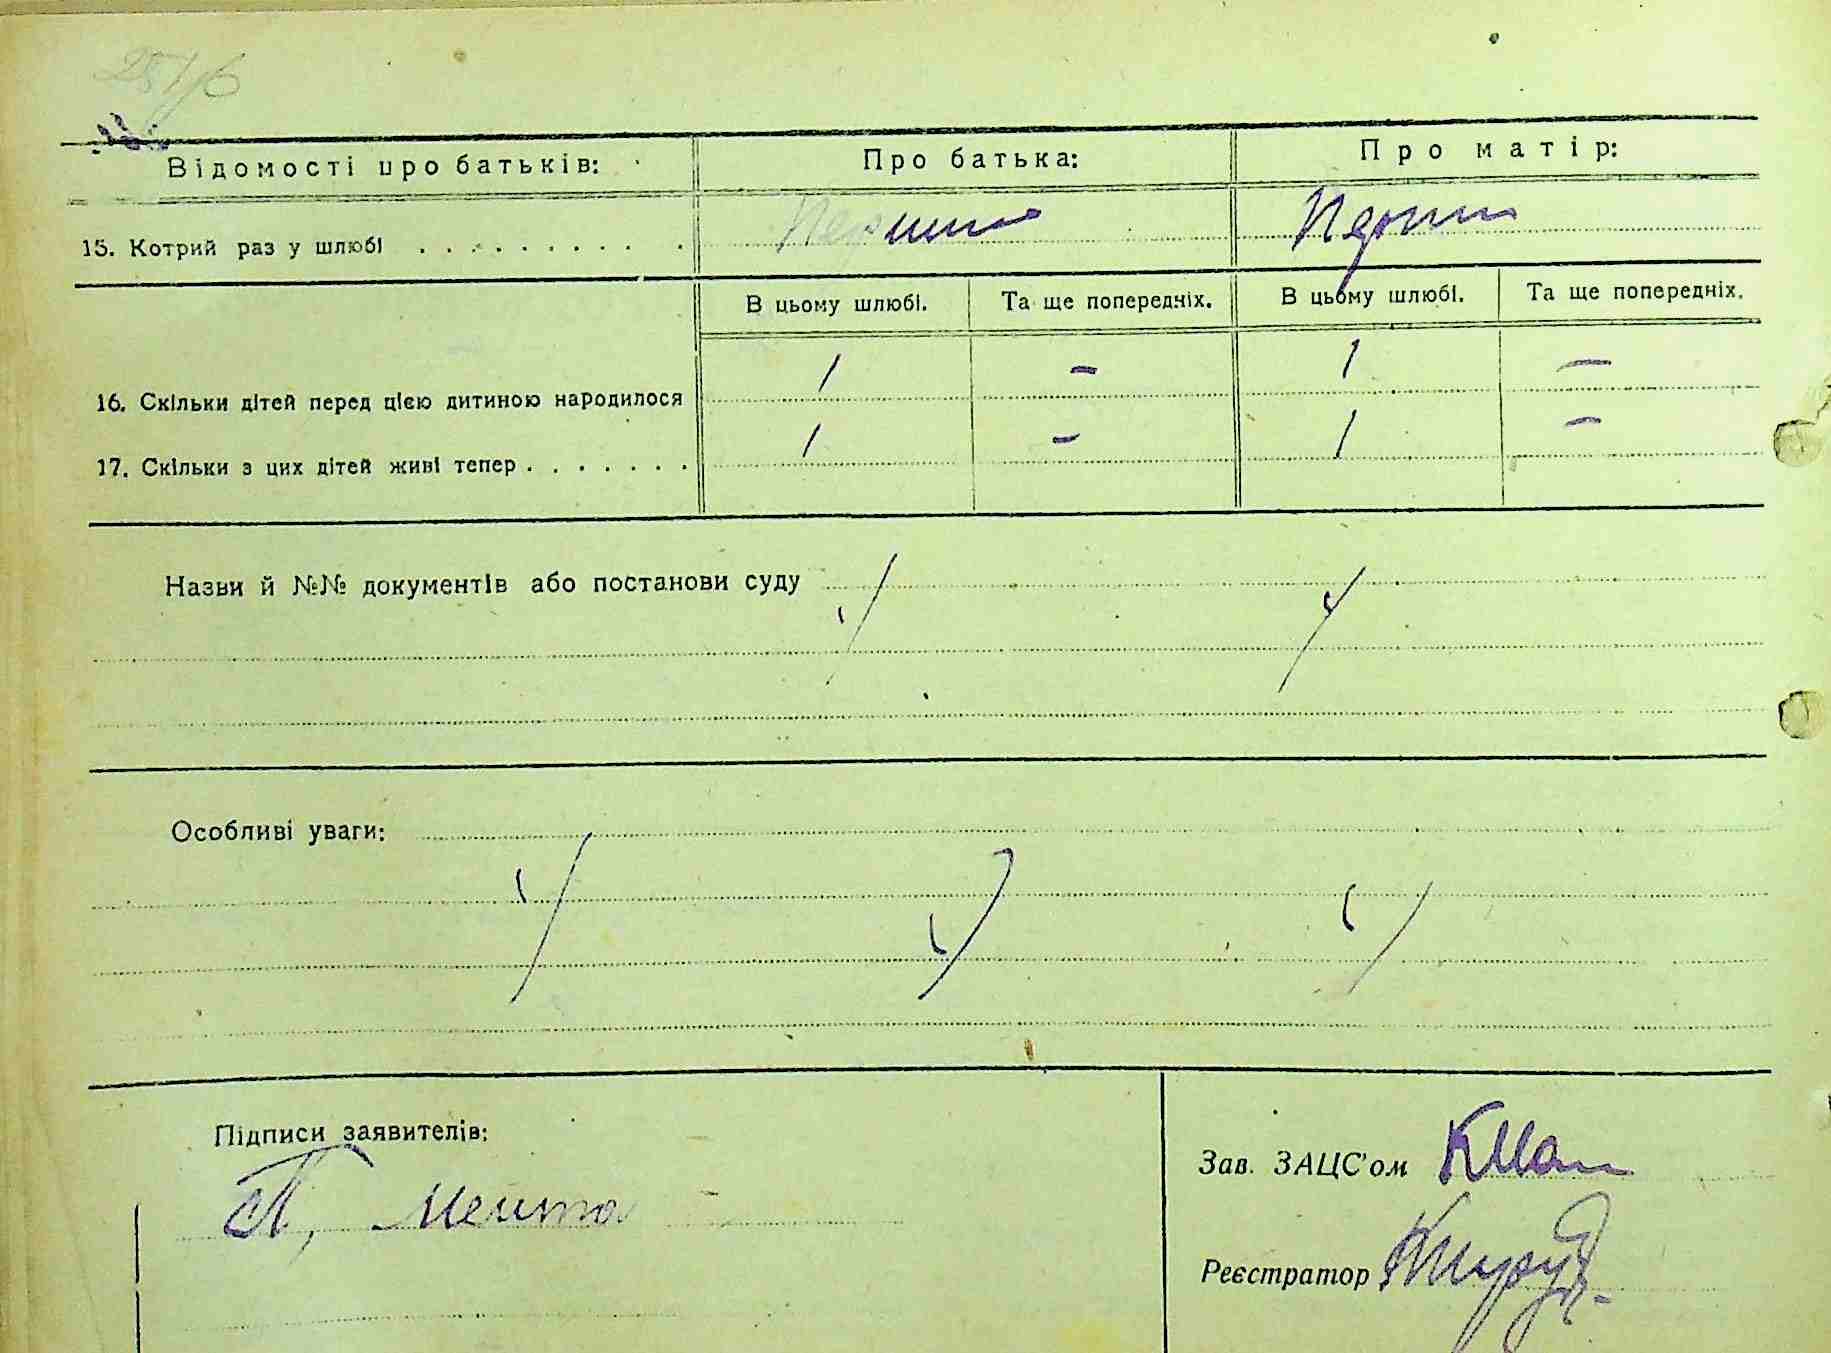 Відомості про батьків: Про батька: Про матір:
15. Котрий раз у шлюбі . . . . . . . . . . Перший Перший
В цьому шлюбі. Та ще попередніх. В цьому шлюбі. Та ще попередніх.
16. Скільки дітей перед цією дитиною народилося 1 – 1 –
17. Скільки з цих дітей живі тепер . . . . . . . 1 – 1 –
Назви й №№ документів або постанови суду
Особливі уваги:
Підписи заявителів:
Зав. ЗАЦС'ом
Реєстратор